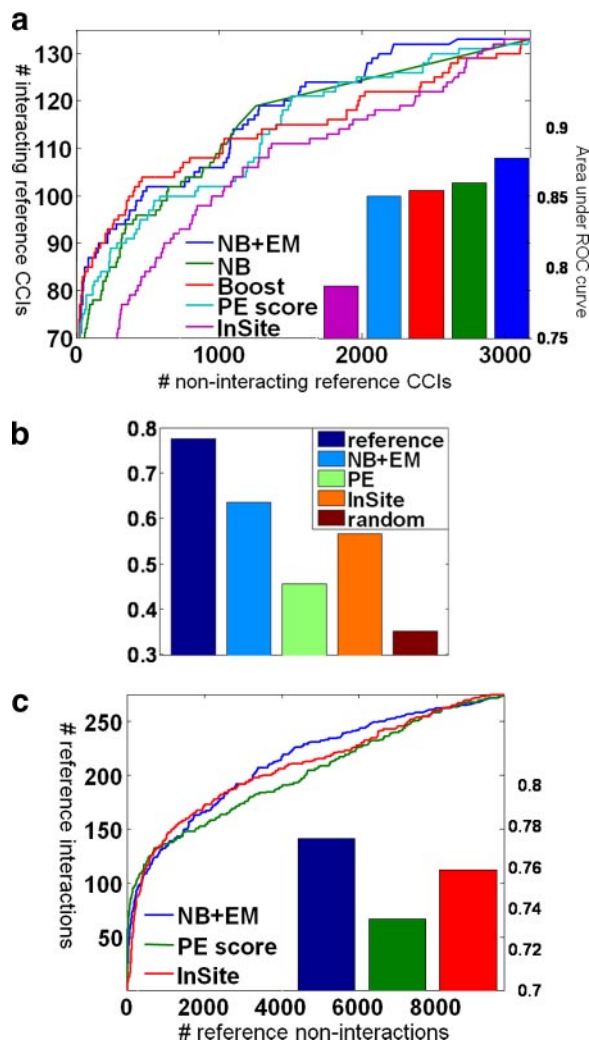 a
# interacting reference CCIs
130
120
110
100
90
80
70
NB+EM
NB
Boost
PE score
InSite
0.9
0.85
0.8
0.75
Area under ROC curve
0
1000
2000
3000
# non-interacting reference CCIs
b
0.8
0.7
0.6
0.5
0.4
0.3
reference
NB+EM
PE
InSite
random
c
# reference interactions
250
200
150
100
50
NB+EM
PE score
InSite
0.8
0.78
0.76
0.74
0.72
0.7
0
2000
4000
6000
8000
# reference non-interactions